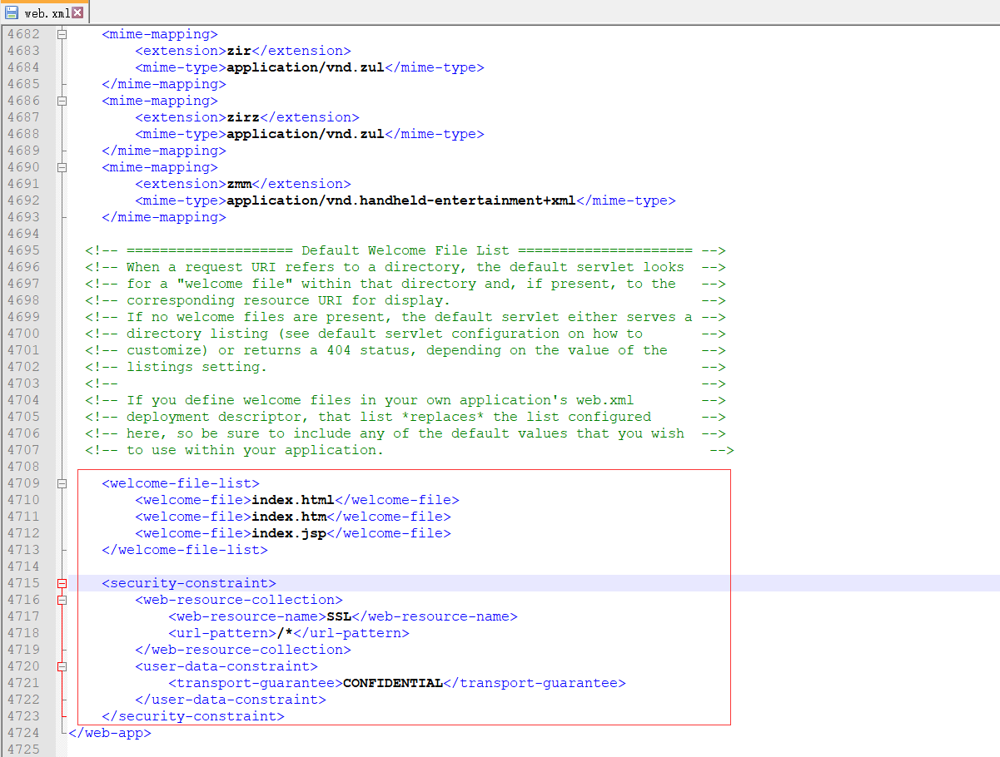 web.xml
4682 <mime-mapping>
4683 <extension>zir</extension>
4684 <mime-type>application/vnd.zul</mime-type>
4685 </mime-mapping>
4686 <mime-mapping>
4687 <extension>zirz</extension>
4688 <mime-type>application/vnd.zul</mime-type>
4689 </mime-mapping>
4690 <mime-mapping>
4691 <extension>zmm</extension>
4692 <mime-type>application/vnd.handheld-entertainment+xml</mime-type>
4693 </mime-mapping>
4694
4695 <!-- ==================== Default Welcome File List ===================== -->
4696 <!-- When a request URI refers to a directory, the default servlet looks -->
4697 <!-- for a "welcome file" within that directory and, if present, to the -->
4698 <!-- corresponding resource URI for display. -->
4699 <!-- If no welcome files are present, the default servlet either serves a -->
4700 <!-- directory listing (see default servlet configuration on how to -->
4701 <!-- customize) or returns a 404 status, depending on the value of the -->
4702 <!-- listings setting. -->
4703 <!-- -->
4704 <!-- If you define welcome files in your own application's web.xml -->
4705 <!-- deployment descriptor, that list *replaces* the list configured -->
4706 <!-- here, so be sure to include any of the default values that you wish -->
4707 <!-- to use within your application. -->
4708
4709 <welcome-file-list>
4710 <welcome-file>index.html</welcome-file>
4711 <welcome-file>index.htm</welcome-file>
4712 <welcome-file>index.jsp</welcome-file>
4713 </welcome-file-list>
4714
4715 <security-constraint>
4716 <web-resource-collection>
4717 <web-resource-name>SSL</web-resource-name>
4718 <url-pattern>/*</url-pattern>
4719 </web-resource-collection>
4720 <user-data-constraint>
4721 <transport-guarantee>CONFIDENTIAL</transport-guarantee>
4722 </user-data-constraint>
4723 </security-constraint>
4724 </web-app>
4725